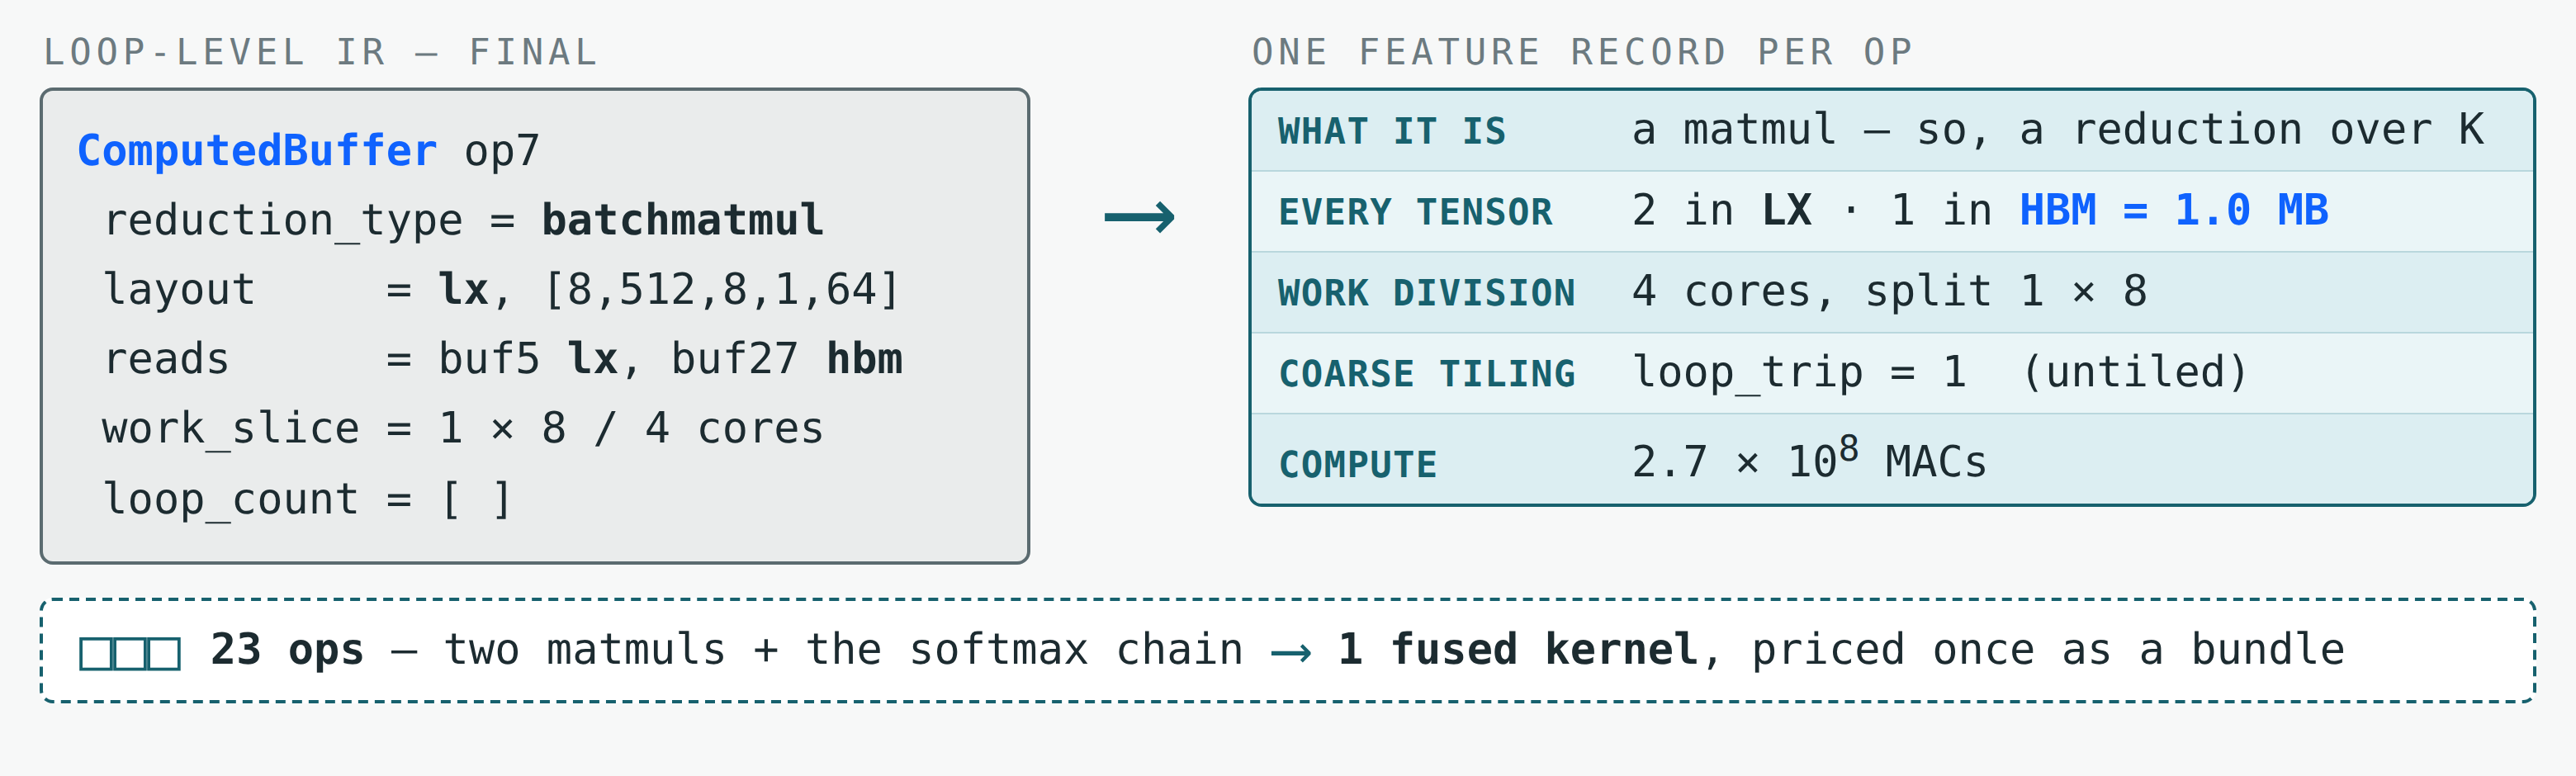 LOOP-LEVEL IR — FINAL
ComputedBuffer op7
reduction_type = batchmatmul
layout = lx, [8,512,8,1,64]
reads = buf5 lx, buf27 hbm
work_slice = 1 × 8 / 4 cores
loop_count = [ ]
→
ONE FEATURE RECORD PER OP
WHAT IT IS a matmul — so, a reduction over K
EVERY TENSOR 2 in LX · 1 in HBM = 1.0 MB
WORK DIVISION 4 cores, split 1 × 8
COARSE TILING loop_trip = 1 (untiled)
COMPUTE 2.7 × 10⁸ MACs
□□□ 23 ops — two matmuls + the softmax chain → 1 fused kernel, priced once as a bundle